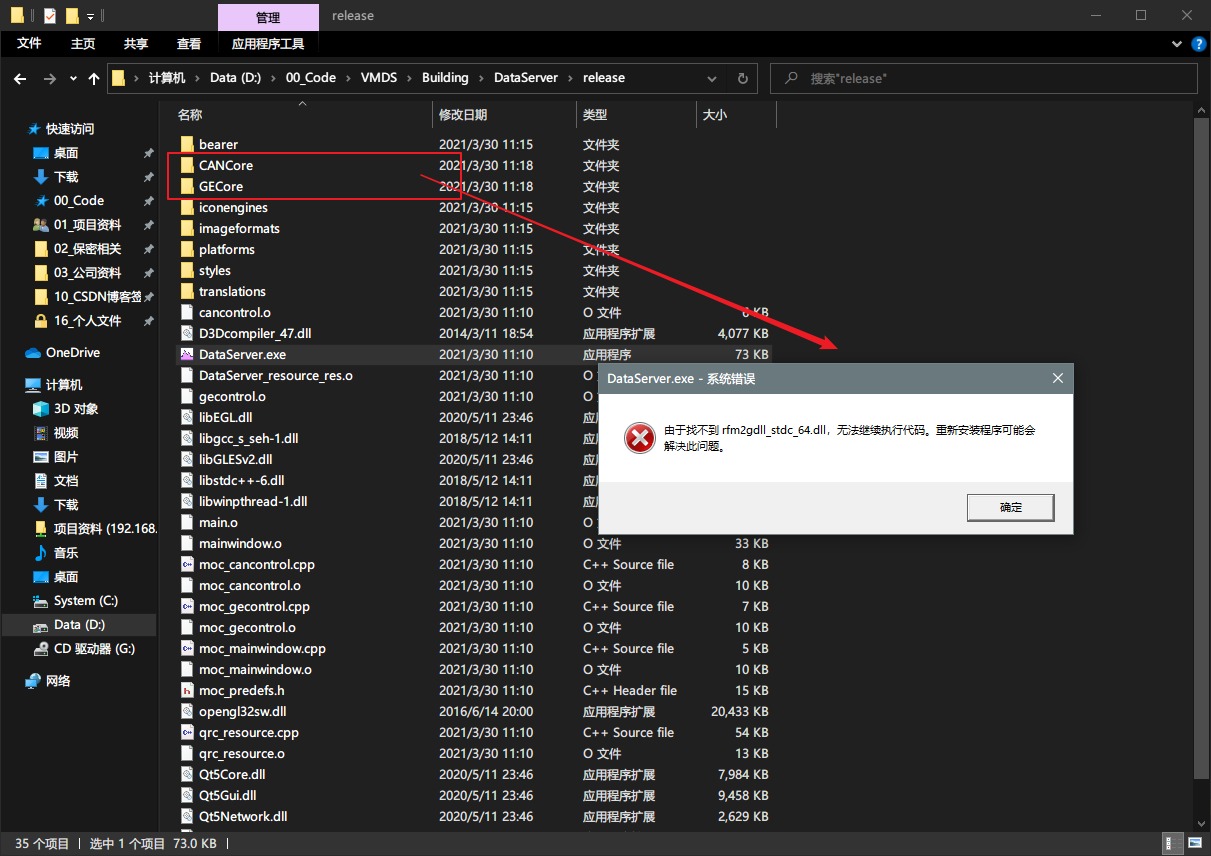 管理
release
文件 主页 共享 查看 应用程序工具
计算机 Data (D:) 00_Code VMDS Building DataServer release
搜索"release"
名称 修改日期 类型 大小
快速访问
桌面
下载
00_Code
01_项目资料
02_保密相关
03_公司资料
10_CSDN博客签
16_个人文件
OneDrive
计算机
3D 对象
视频
图片
文档
下载
项目资料 (192.168.
音乐
桌面
System (C:)
Data (D:)
CD 驱动器 (G:)
网络
bearer 2021/3/30 11:15 文件夹
CANCore 2021/3/30 11:18 文件夹
GECore 2021/3/30 11:18 文件夹
iconengines 2021/3/30 11:15 文件夹
imageformats 2021/3/30 11:15 文件夹
platforms 2021/3/30 11:15 文件夹
styles 2021/3/30 11:15 文件夹
translations 2021/3/30 11:15 文件夹
cancontrol.o 2021/3/30 11:10 O 文件 KB
D3Dcompiler_47.dll 2014/3/11 18:54 应用程序扩展 4,077 KB
DataServer.exe 2021/3/30 11:10 应用程序 73 KB
DataServer_resource_res.o 2021/3/30 11:10 O
gecontrol.o 2021/3/30 11:10 O
libEGL.dll 2020/5/11 23:46
libgcc_s_seh-1.dll 2018/5/12 14:11
libGLESv2.dll 2020/5/11 23:46
libstdc++-6.dll 2018/5/12 14:11
libwinpthread-1.dll 2018/5/12 14:11
main.o 2021/3/30 11:10 O
mainwindow.o 2021/3/30 11:10 O 文件 33 KB
moc_cancontrol.cpp 2021/3/30 11:10 C++ Source file 8 KB
moc_cancontrol.o 2021/3/30 11:10 O 文件 10 KB
moc_gecontrol.cpp 2021/3/30 11:10 C++ Source file 7 KB
moc_gecontrol.o 2021/3/30 11:10 O 文件 10 KB
moc_mainwindow.cpp 2021/3/30 11:10 C++ Source file 5 KB
moc_mainwindow.o 2021/3/30 11:10 O 文件 10 KB
moc_predefs.h 2021/3/30 11:10 C++ Header file 15 KB
opengl32sw.dll 2016/6/14 20:00 应用程序扩展 20,433 KB
qrc_resource.cpp 2021/3/30 11:10 C++ Source file 54 KB
qrc_resource.o 2021/3/30 11:10 O 文件 13 KB
Qt5Core.dll 2020/5/11 23:46 应用程序扩展 7,984 KB
Qt5Gui.dll 2020/5/11 23:46 应用程序扩展 9,458 KB
Qt5Network.dll 2020/5/11 23:46 应用程序扩展 2,629 KB
DataServer.exe - 系统错误
由于找不到 rfm2gdll_stdc_64.dll，无法继续执行代码。重新安装程序可能会
解决此问题。
确定
35 个项目 选中 1 个项目 73.0 KB